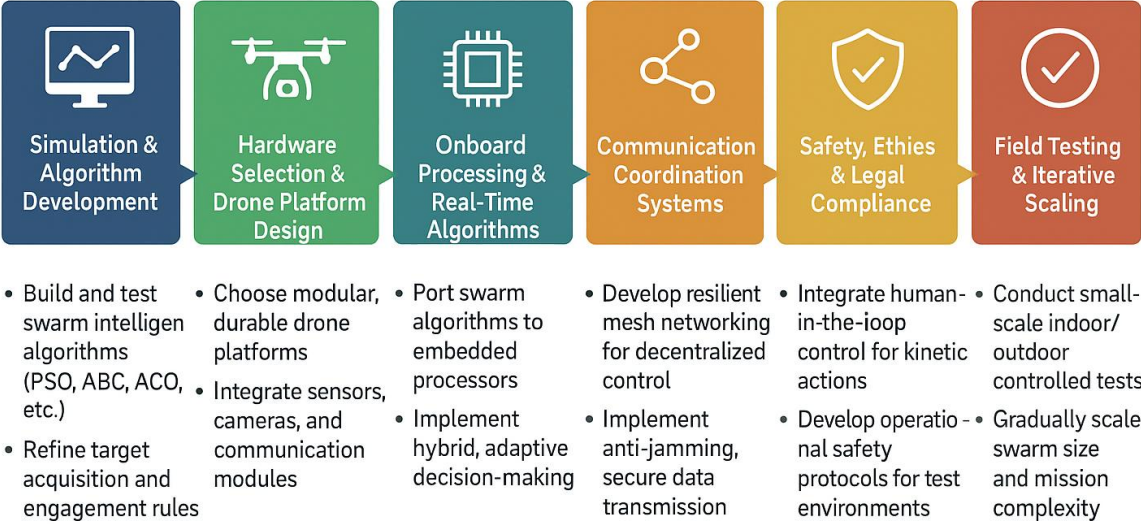 Simulation &
Algorithm
Development
Hardware
Selection &
Drone Platform
Design
Onboard
Processing &
Real-Time
Algorithms
Communication
Coordination
Systems
Safety, Ethies
& Legal
Compliance
Field Testing
& Iterative
Scaling
• Build and test
swarm intelligen
algorithms
(PSO, ABC, ACO,
etc.)
• Refine target
acquisition and
engagement rules
• Choose modular,
durable drone
platforms
• Integrate sensors,
cameras, and
communication
modules
• Port swarm
algorithms to
embedded
processors
• Implement
hybrid, adaptive
decision-making
• Develop resilient
mesh networking
for decentralized
control
• Implement
anti-jamming,
secure data
transmission
• Integrate human-
in-the-ioop
control for kinetic
actions
• Develop operatio -
nal safety
protocols for test
environments
• Conduct small-
scale indoor/
outdoor
controlled tests
• Gradually scale
swarm size
and mission
complexity